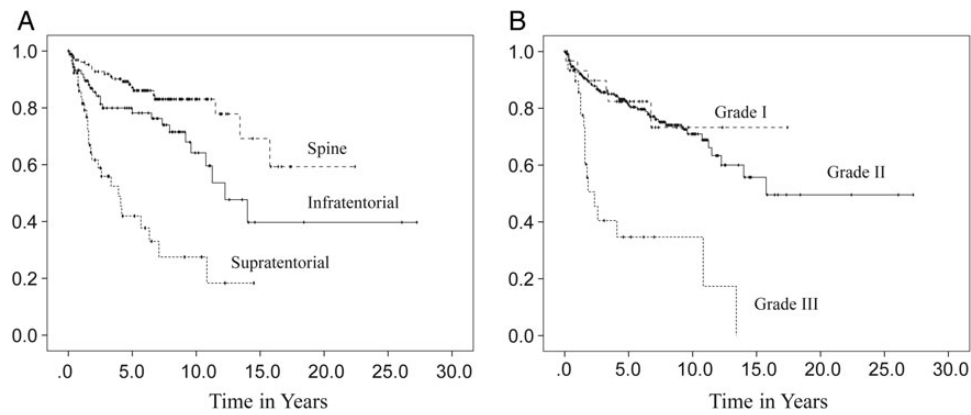 A
1.0
0.8
0.6
0.4
0.2
0.0
Spine
Infratentorial
Supratentorial
.0 5.0 10.0 15.0 20.0 25.0 30.0
Time in Years
B
1.0
0.8
0.6
0.4
0.2
0.0
Grade I
Grade II
Grade III
.0 5.0 10.0 15.0 20.0 25.0 30.0
Time in Years